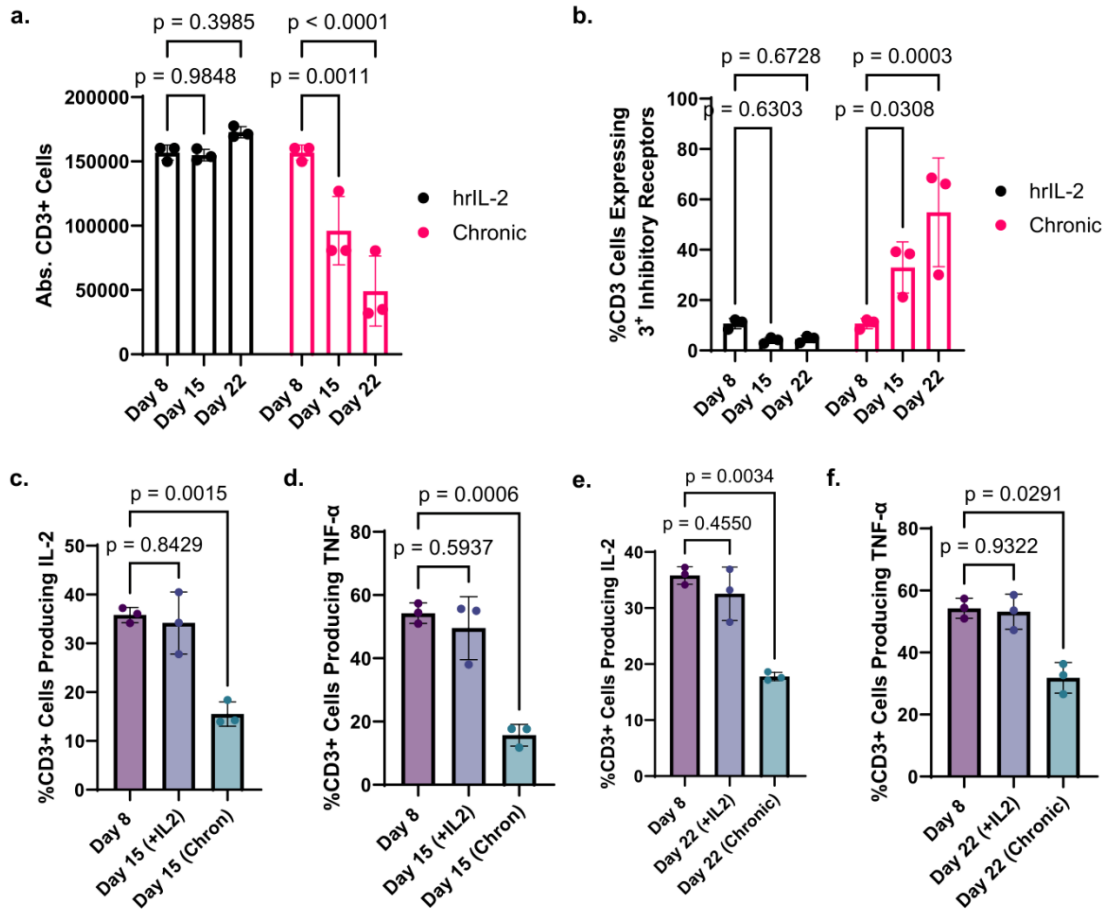 a.
p = 0.3985
p < 0.0001
p = 0.9848
p = 0.0011
200000
150000
100000
50000
0
Abs. CD3+ Cells
Day 8
Day 15
Day 22
Day 8
Day 15
Day 22
hrIL-2
Chronic
b.
p = 0.6728
p = 0.0003
p = 0.6303
p = 0.0308
100
80
60
40
20
0
%CD3 Cells Expressing
3+ Inhibitory Receptors
Day 8
Day 15
Day 22
Day 8
Day 15
Day 22
hrIL-2
Chronic
c.
p = 0.0015
p = 0.8429
50
40
30
20
10
0
%CD3+ Cells Producing IL-2
Day 8
Day 15 (+IL2)
Day 15 (Chron)
d.
p = 0.0006
p = 0.5937
80
60
40
20
0
%CD3+ Cells Producing TNF-α
Day 8
Day 15 (+IL2)
Day 15 (Chron)
e.
p = 0.0034
p = 0.4550
40
30
20
10
0
%CD3+ Cells Producing IL-2
Day 8
Day 22 (+IL2)
Day 22 (Chronic)
f.
p = 0.0291
p = 0.9322
80
60
40
20
0
%CD3+ Cells Producing TNF-α
Day 8
Day 22 (+IL2)
Day 22 (Chronic)